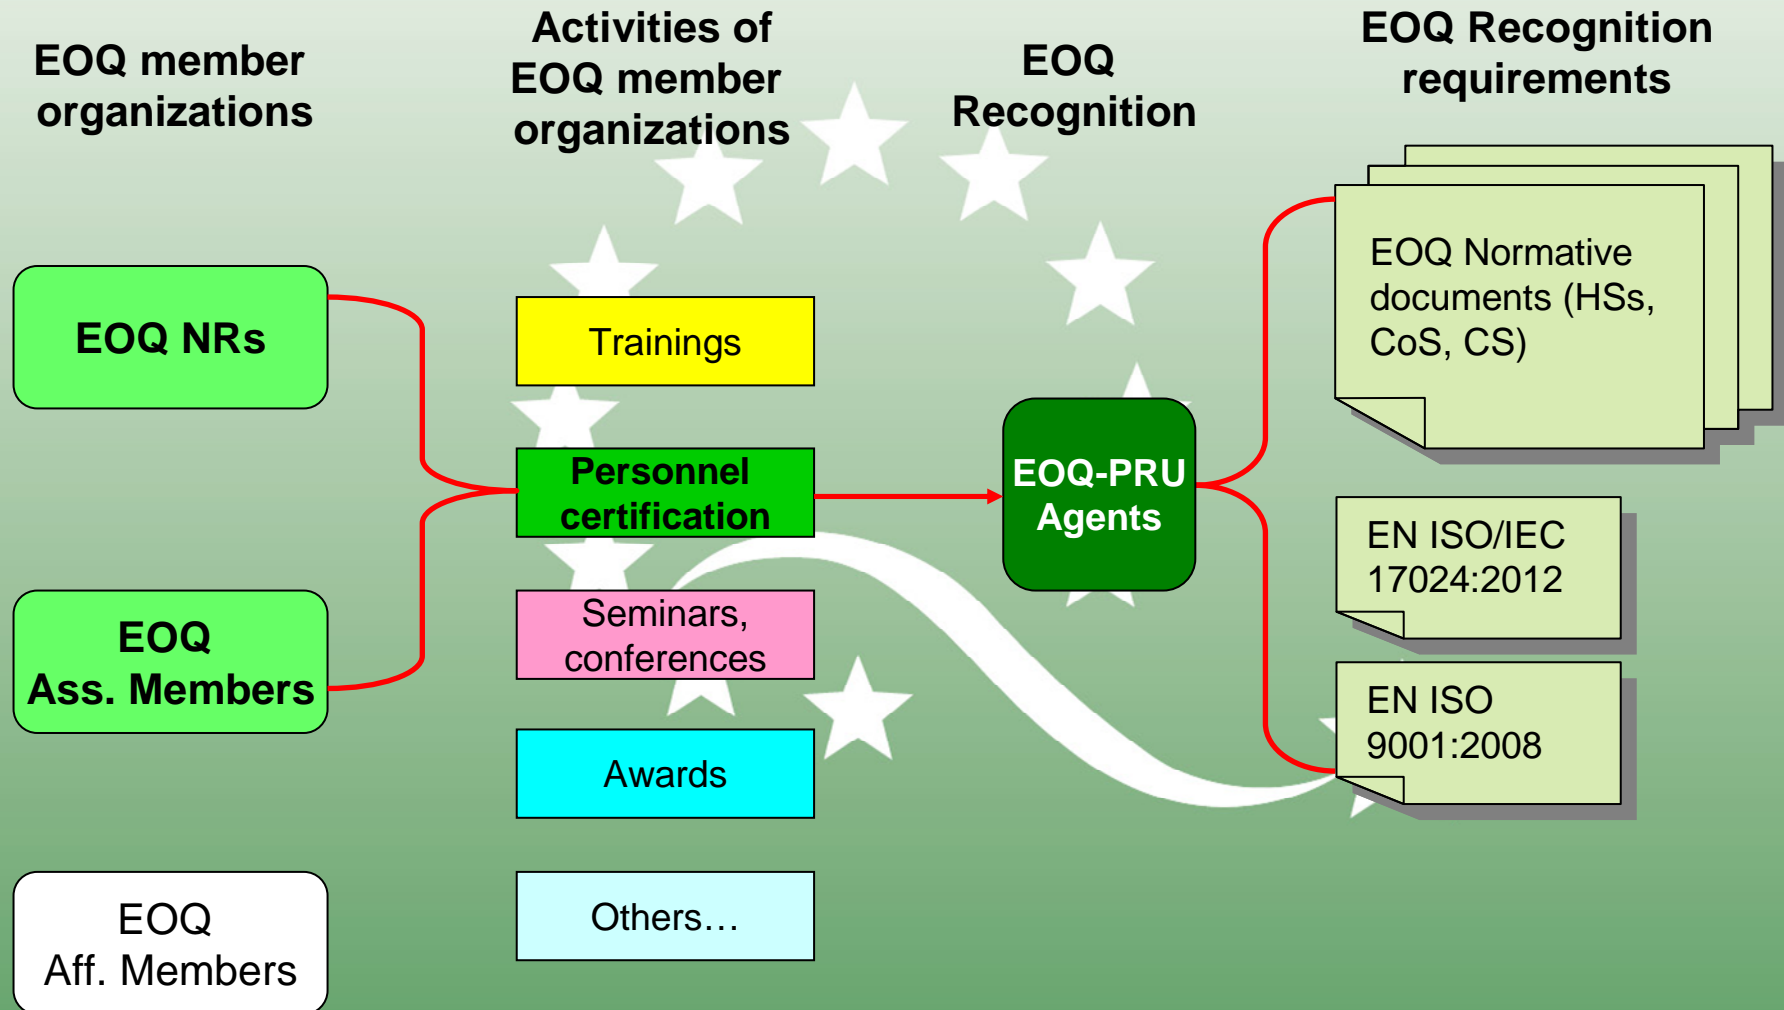 EOQ member
organizations
Activities of
EOQ member
organizations
EOQ
Recognition
EOQ Recognition
requirements
EOQ NRs
EOQ
Ass. Members
EOQ
Aff. Members
Trainings
Personnel
certification
Seminars,
conferences
Awards
Others…
EOQ-PRU
Agents
EOQ Normative
documents (HSs,
CoS, CS)
EN ISO/IEC
17024:2012
EN ISO
9001:2008